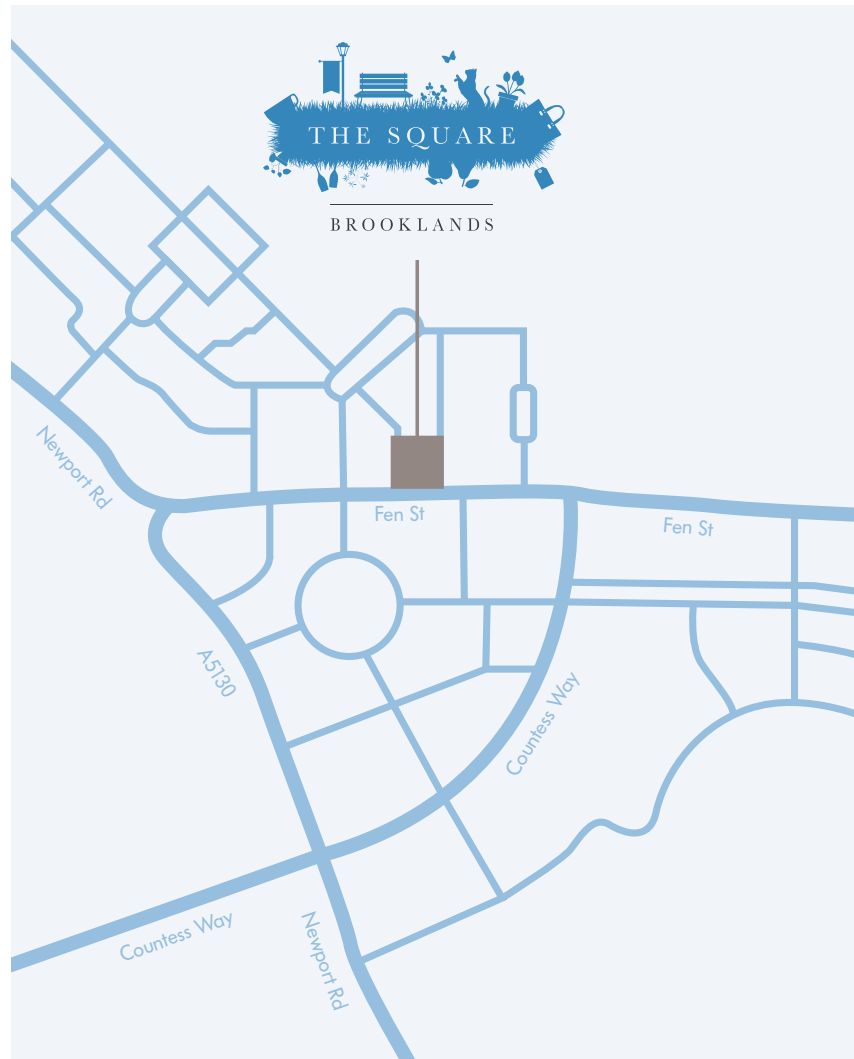 THE SQUARE
BROOKLANDS
Newport Rd
Fen St
Fen St
A5130
Countess Way
Countess Way
Newport Rd